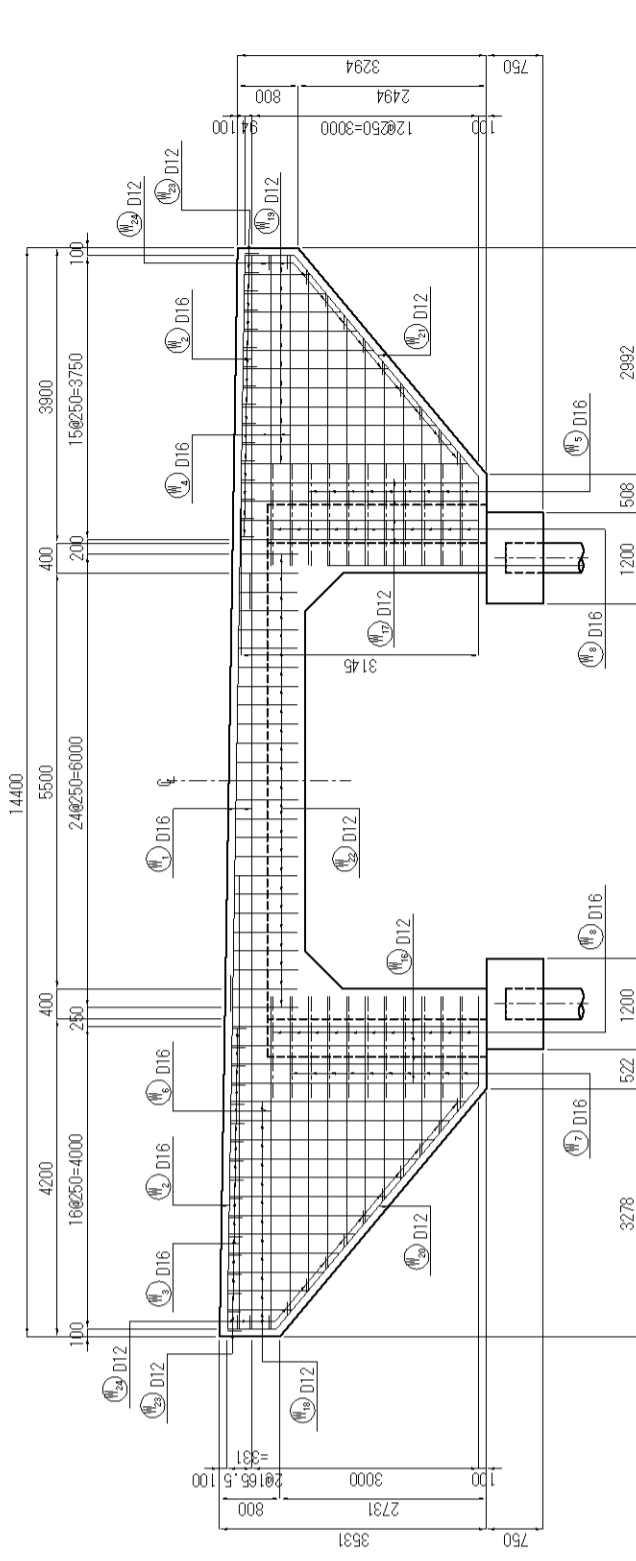 14400
4200
400
5500
400
3900
100
16@250=4000
250
24@250=6000
200
15@250=3750
100
W24 D12
W23 D12
W3 D16
W2 D16
W6 D16
W1 D16
℄
W4 D16
W2 D16
W24 D12
W23 D12
W18 D12
W20 D12
W16 D12
W22 D12
W17 D12
W21 D12
W19 D12
W7 D16
W8 D16
W8 D16
W5 D16
3145
100
2@165.5
=331
3000
100
800
2731
3531
750
94
100
12@250=3000
100
800
2494
3294
750
3278
522
1200
1200
508
2992